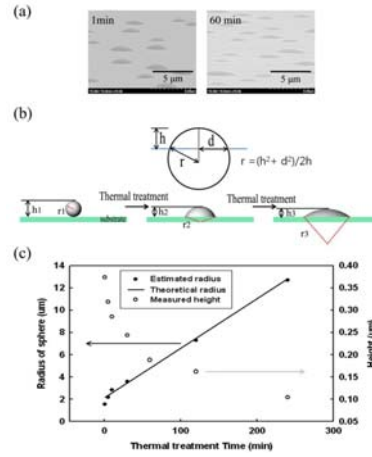 (a)
1min
5 μm
60 min
5 μm
(b)
h
d
r
r = (h² + d²)/2h
Thermal treatment
Thermal treatment
h1
r1
substrate
h2
r2
h3
r3
(c)
14
12
10
8
6
4
2
0
Radius of sphere (um)
Estimated radius
Theoretical radius
Measured height
0.40
0.35
0.30
0.25
0.20
0.15
0.10
0.05
Height (um)
0
100
200
300
Thermal treatment Time (min)